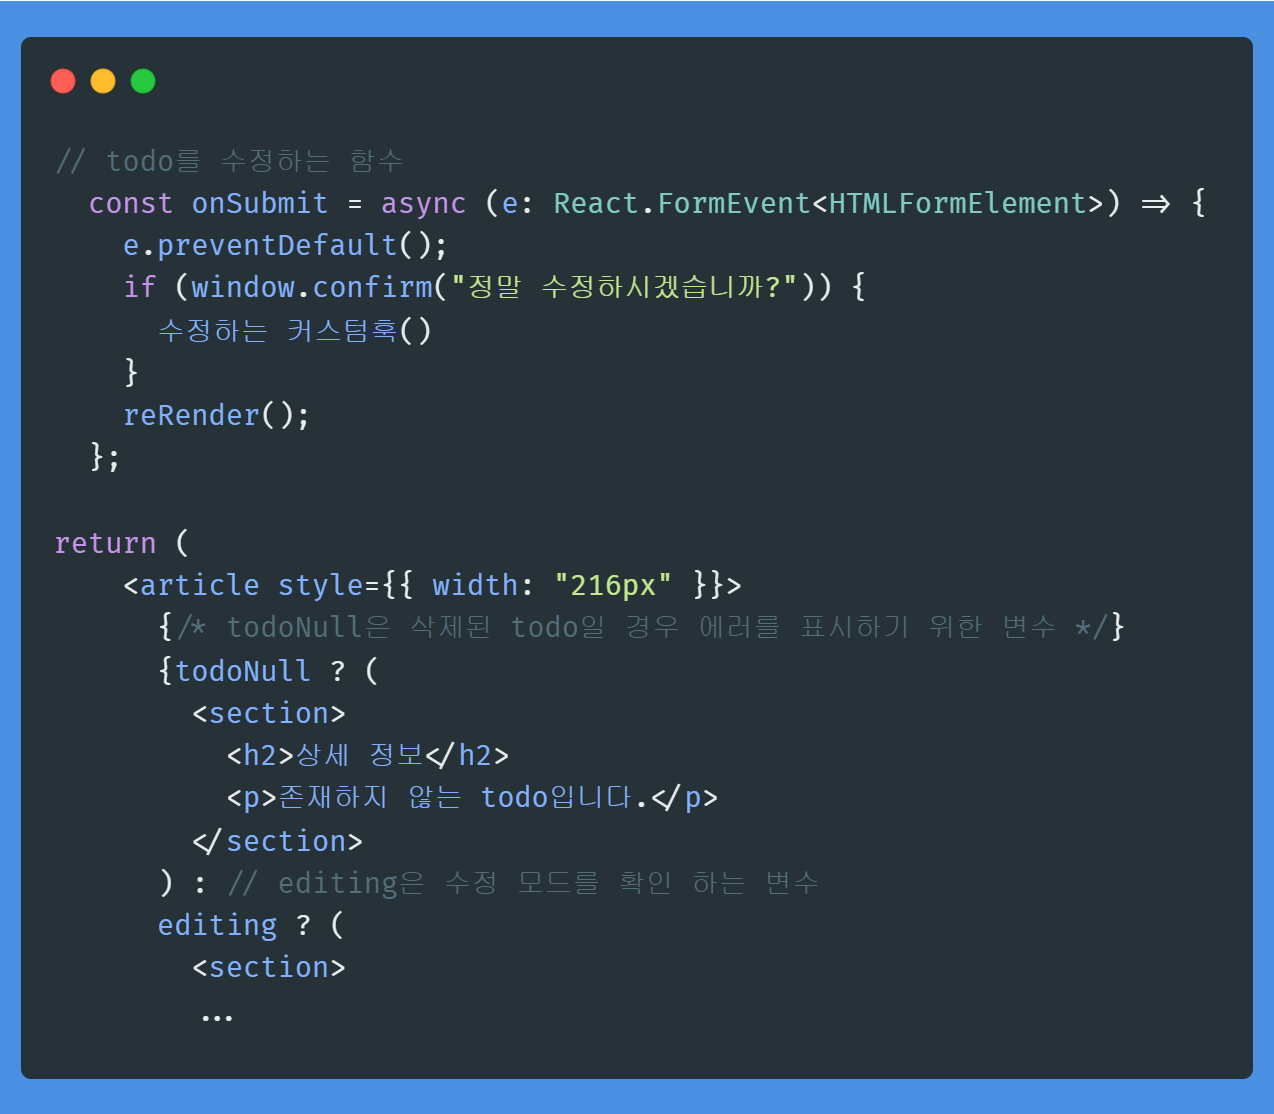 // todo를 수정하는 함수
const onSubmit = async (e: React.FormEvent<HTMLFormElement>) => {
e.preventDefault();
if (window.confirm("정말 수정하시겠습니까?")) {
수정하는 커스텀훅()
}
reRender();
};
return (
<article style={{ width: "216px" }}>
{/* todoNull은 삭제된 todo일 경우 에러를 표시하기 위한 변수 */}
{todoNull ? (
<section>
<h2>상세 정보</h2>
<p>존재하지 않는 todo입니다.</p>
</section>
) : // editing은 수정 모드를 확인 하는 변수
editing ? (
<section>
...